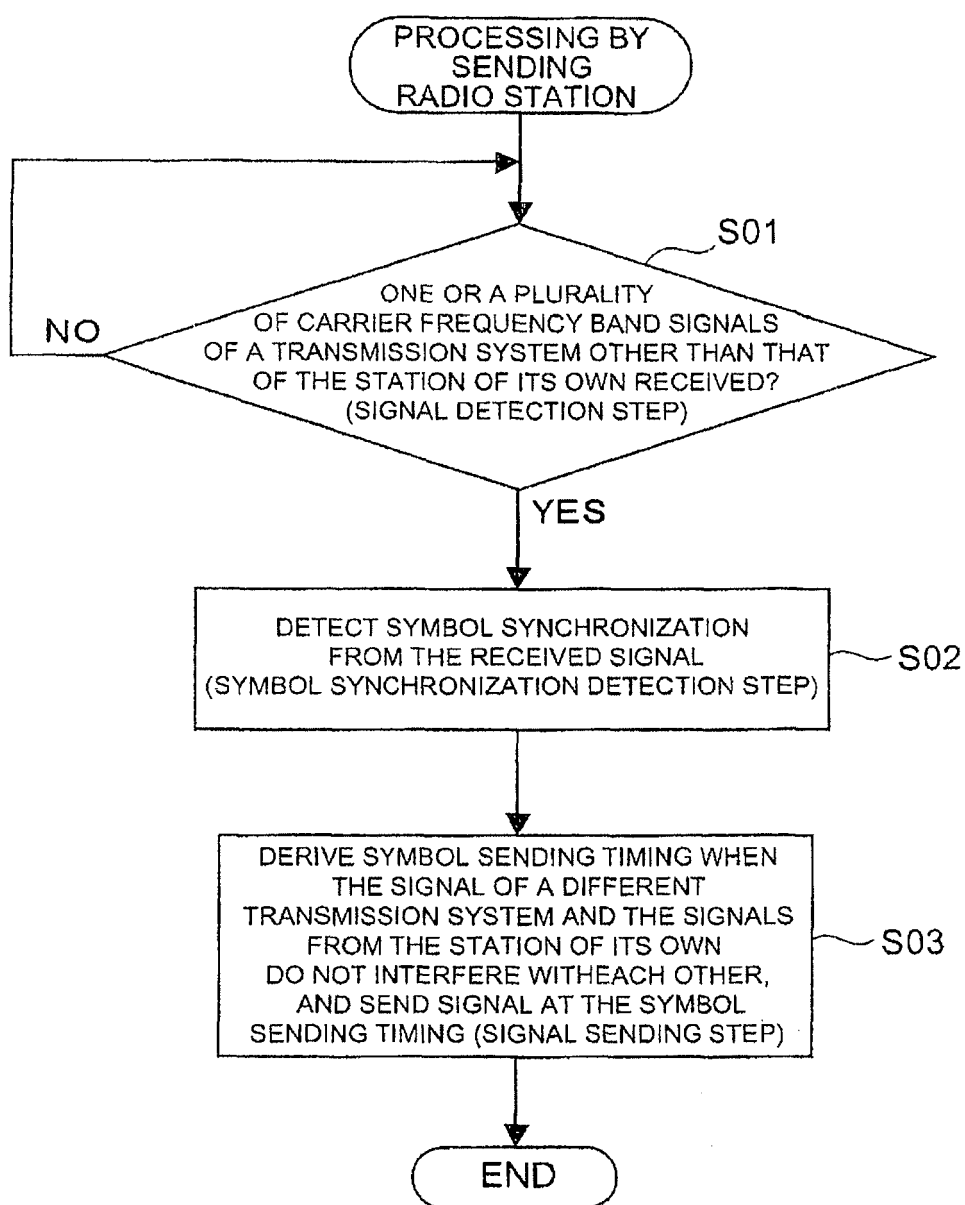 PROCESSING BY
SENDING
RADIO STATION
S01
ONE OR A PLURALITY
OF CARRIER FREQUENCY BAND SIGNALS
OF A TRANSMISSION SYSTEM OTHER THAN THAT
OF THE STATION OF ITS OWN RECEIVED?
(SIGNAL DETECTION STEP)
NO
YES
DETECT SYMBOL SYNCHRONIZATION
FROM THE RECEIVED SIGNAL
(SYMBOL SYNCHRONIZATION DETECTION STEP)
S02
DERIVE SYMBOL SENDING TIMING WHEN
THE SIGNAL OF A DIFFERENT
TRANSMISSION SYSTEM AND THE SIGNALS
FROM THE STATION OF ITS OWN
DO NOT INTERFERE WITHEACH OTHER,
AND SEND SIGNAL AT THE SYMBOL
SENDING TIMING (SIGNAL SENDING STEP)
S03
END